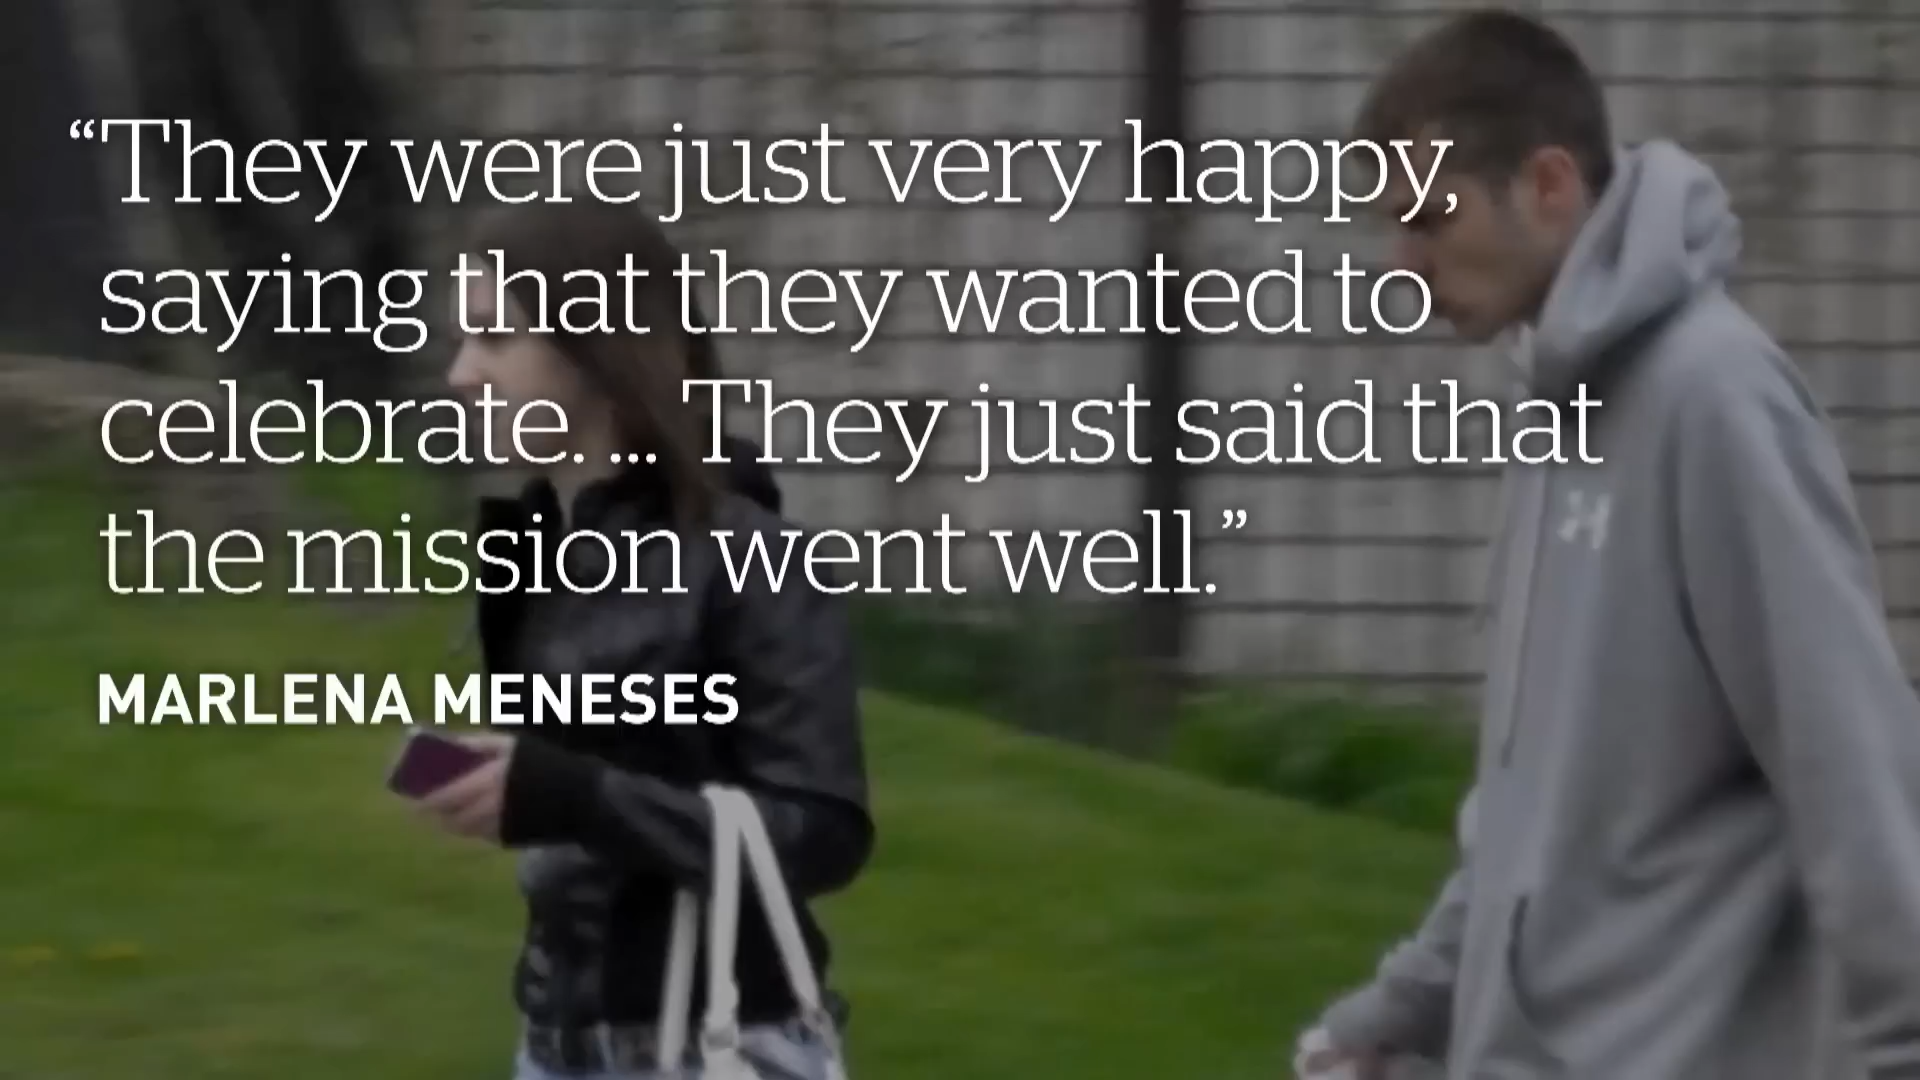 “They were just very happy,
saying that they wanted to
celebrate. ... They just said that
the mission went well.”
MARLENA MENESES